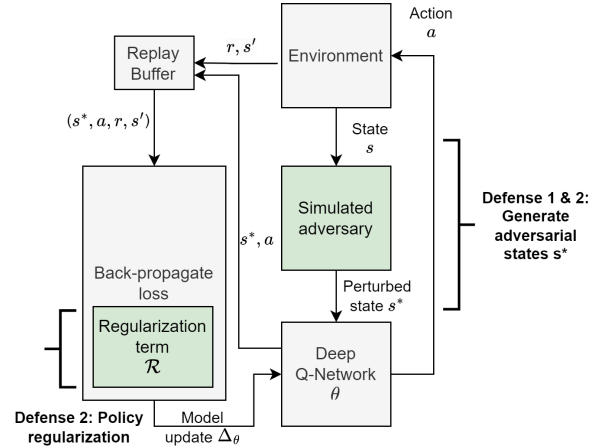 Action
a
Environment
r, s′
Replay
Buffer
(s*, a, r, s′)
State
s
Simulated
adversary
Defense 1 & 2:
Generate
adversarial
states s*
s*, a
Back-propagate
loss
Perturbed
state s*
Regularization
term
ℛ
Deep
Q-Network
θ
Defense 2: Policy
regularization
Model
update Δθ